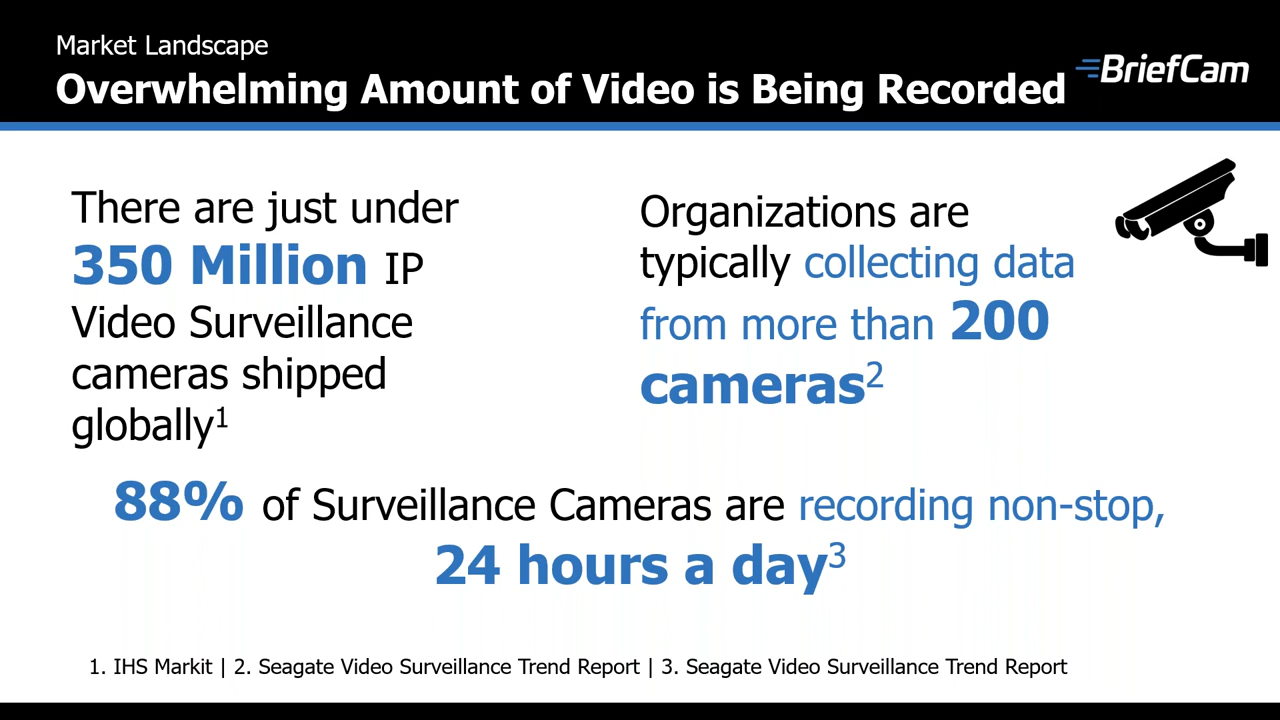 Market Landscape
Overwhelming Amount of Video is Being Recorded
BriefCam
There are just under
350 Million IP
Video Surveillance
cameras shipped
globally1
Organizations are
typically collecting data
from more than 200
cameras2
88% of Surveillance Cameras are recording non-stop,
24 hours a day3
1. IHS Markit | 2. Seagate Video Surveillance Trend Report | 3. Seagate Video Surveillance Trend Report